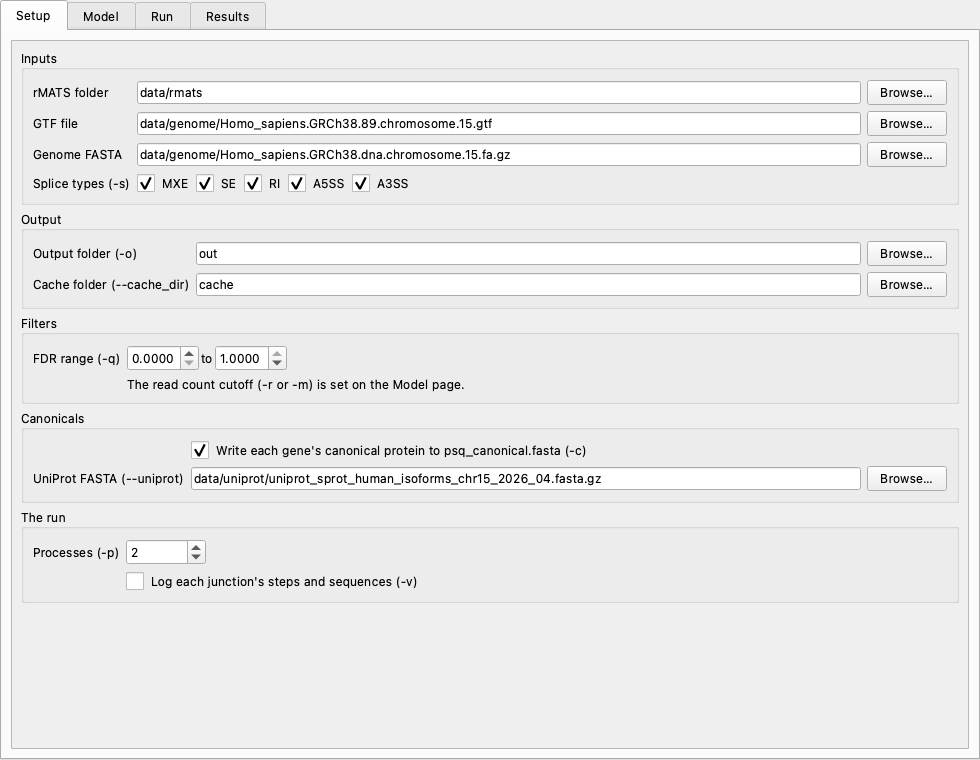 Setup Model Run Results
Inputs
rMATS folder data/rmats Browse...
GTF file data/genome/Homo_sapiens.GRCh38.89.chromosome.15.gtf Browse...
Genome FASTA data/genome/Homo_sapiens.GRCh38.dna.chromosome.15.fa.gz Browse...
Splice types (-s) MXE SE RI A5SS A3SS
Output
Output folder (-o) out Browse...
Cache folder (--cache_dir) cache Browse...
Filters
FDR range (-q) 0.0000 to 1.0000
The read count cutoff (-r or -m) is set on the Model page.
Canonicals
Write each gene's canonical protein to psq_canonical.fasta (-c)
UniProt FASTA (--uniprot) data/uniprot/uniprot_sprot_human_isoforms_chr15_2026_04.fasta.gz Browse...
The run
Processes (-p) 2
Log each junction's steps and sequences (-v)